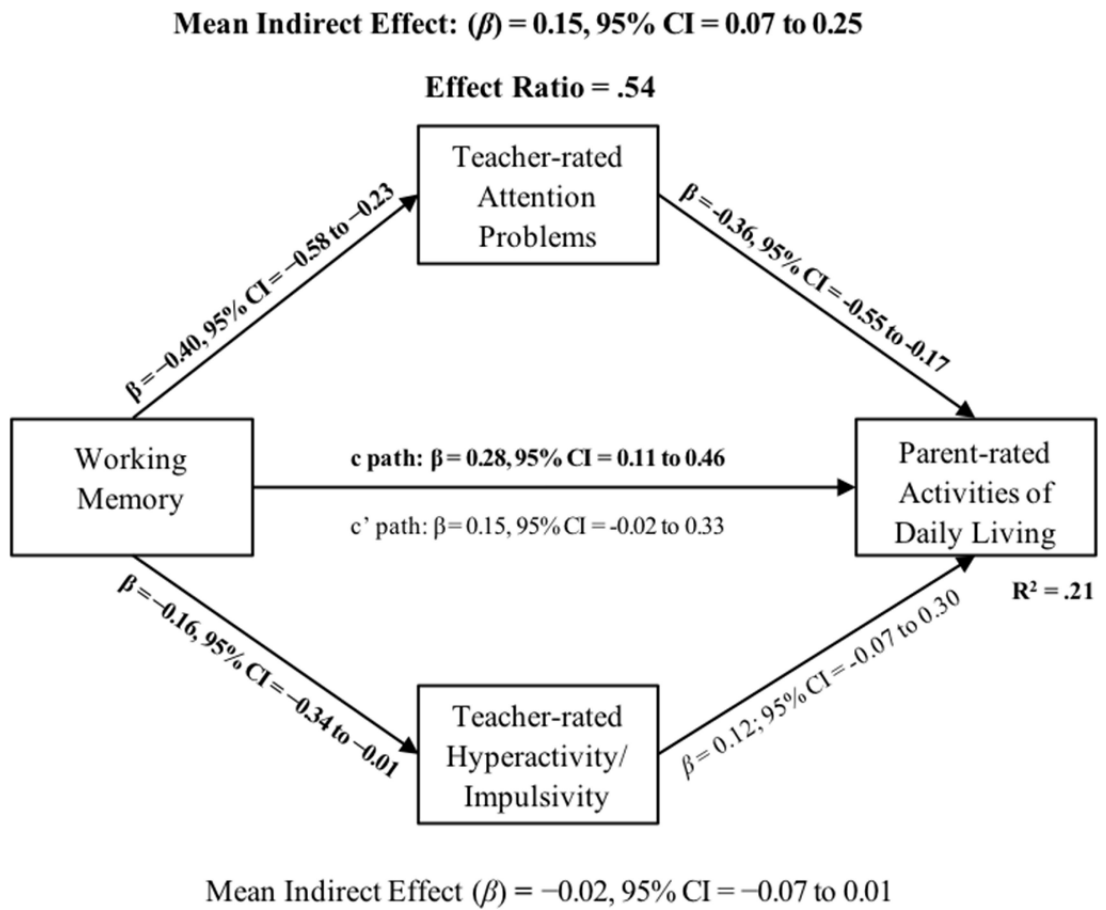 Mean Indirect Effect: (β) = 0.15, 95% CI = 0.07 to 0.25
Effect Ratio = .54
Teacher-rated
Attention
Problems
β = −0.40, 95% CI = −0.58 to −0.23
β = -0.36, 95% CI = -0.55 to -0.17
Working
Memory
c path: β = 0.28, 95% CI = 0.11 to 0.46
c’ path: β=0.15, 95% CI = -0.02 to 0.33
Parent-rated
Activities of
Daily Living
R² = .21
β = −0.16, 95% CI = −0.34 to −0.01
β = 0.12; 95% CI = -0.07 to 0.30
Teacher-rated
Hyperactivity/
Impulsivity
Mean Indirect Effect (β) = −0.02, 95% CI = −0.07 to 0.01